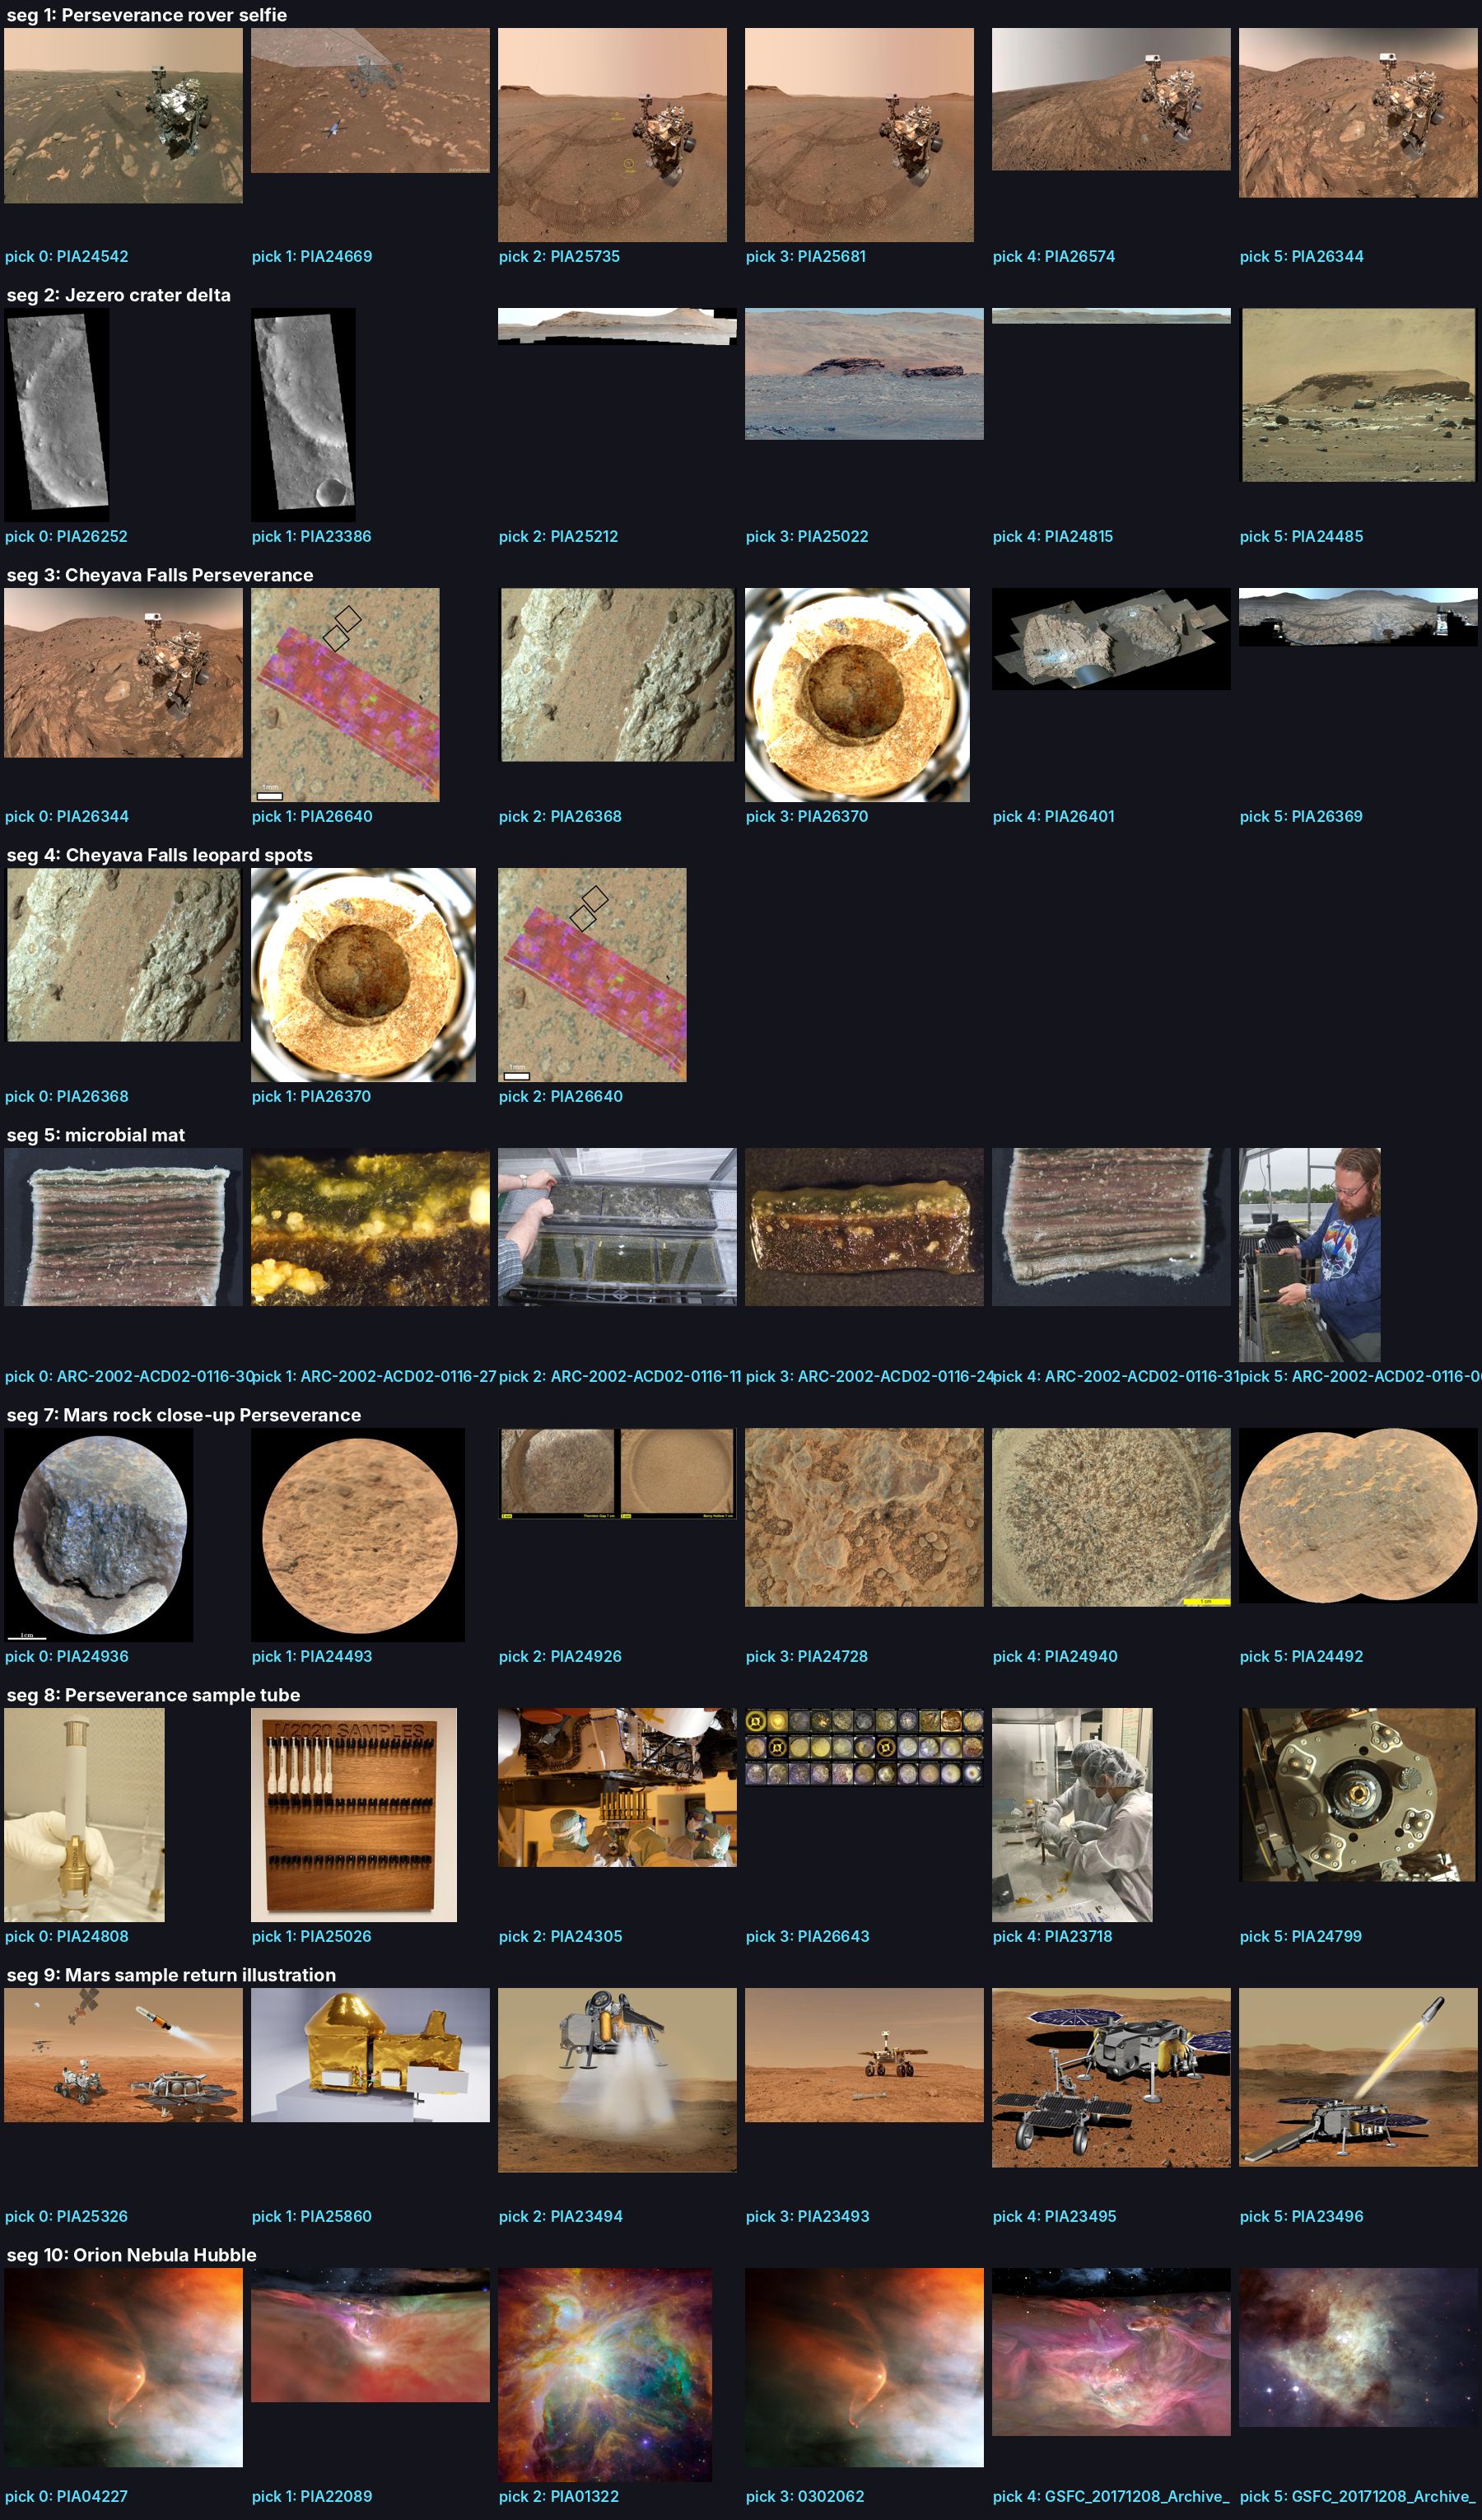 seg 1: Perseverance rover selfie
pick 0: PIA24542
pick 1: PIA24669
pick 2: PIA25735
pick 3: PIA25681
pick 4: PIA26574
pick 5: PIA26344
seg 2: Jezero crater delta
pick 0: PIA26252
pick 1: PIA23386
pick 2: PIA25212
pick 3: PIA25022
pick 4: PIA24815
pick 5: PIA24485
seg 3: Cheyava Falls Perseverance
1mm
pick 0: PIA26344
pick 1: PIA26640
pick 2: PIA26368
pick 3: PIA26370
pick 4: PIA26401
pick 5: PIA26369
seg 4: Cheyava Falls leopard spots
1mm
pick 0: PIA26368
pick 1: PIA26370
pick 2: PIA26640
seg 5: microbial mat
pick 0: ARC-2002-ACD02-0116-30
pick 1: ARC-2002-ACD02-0116-27
pick 2: ARC-2002-ACD02-0116-11
pick 3: ARC-2002-ACD02-0116-24
pick 4: ARC-2002-ACD02-0116-31
pick 5: ARC-2002-ACD02-0116-0
seg 7: Mars rock close-up Perseverance
1cm
pick 0: PIA24936
pick 1: PIA24493
pick 2: PIA24926
pick 3: PIA24728
pick 4: PIA24940
pick 5: PIA24492
seg 8: Perseverance sample tube
M2020 SAMPLES
pick 0: PIA24808
pick 1: PIA25026
pick 2: PIA24305
pick 3: PIA26643
pick 4: PIA23718
pick 5: PIA24799
seg 9: Mars sample return illustration
pick 0: PIA25326
pick 1: PIA25860
pick 2: PIA23494
pick 3: PIA23493
pick 4: PIA23495
pick 5: PIA23496
seg 10: Orion Nebula Hubble
pick 0: PIA04227
pick 1: PIA22089
pick 2: PIA01322
pick 3: 0302062
pick 4: GSFC_20171208_Archive_
pick 5: GSFC_20171208_Archive_